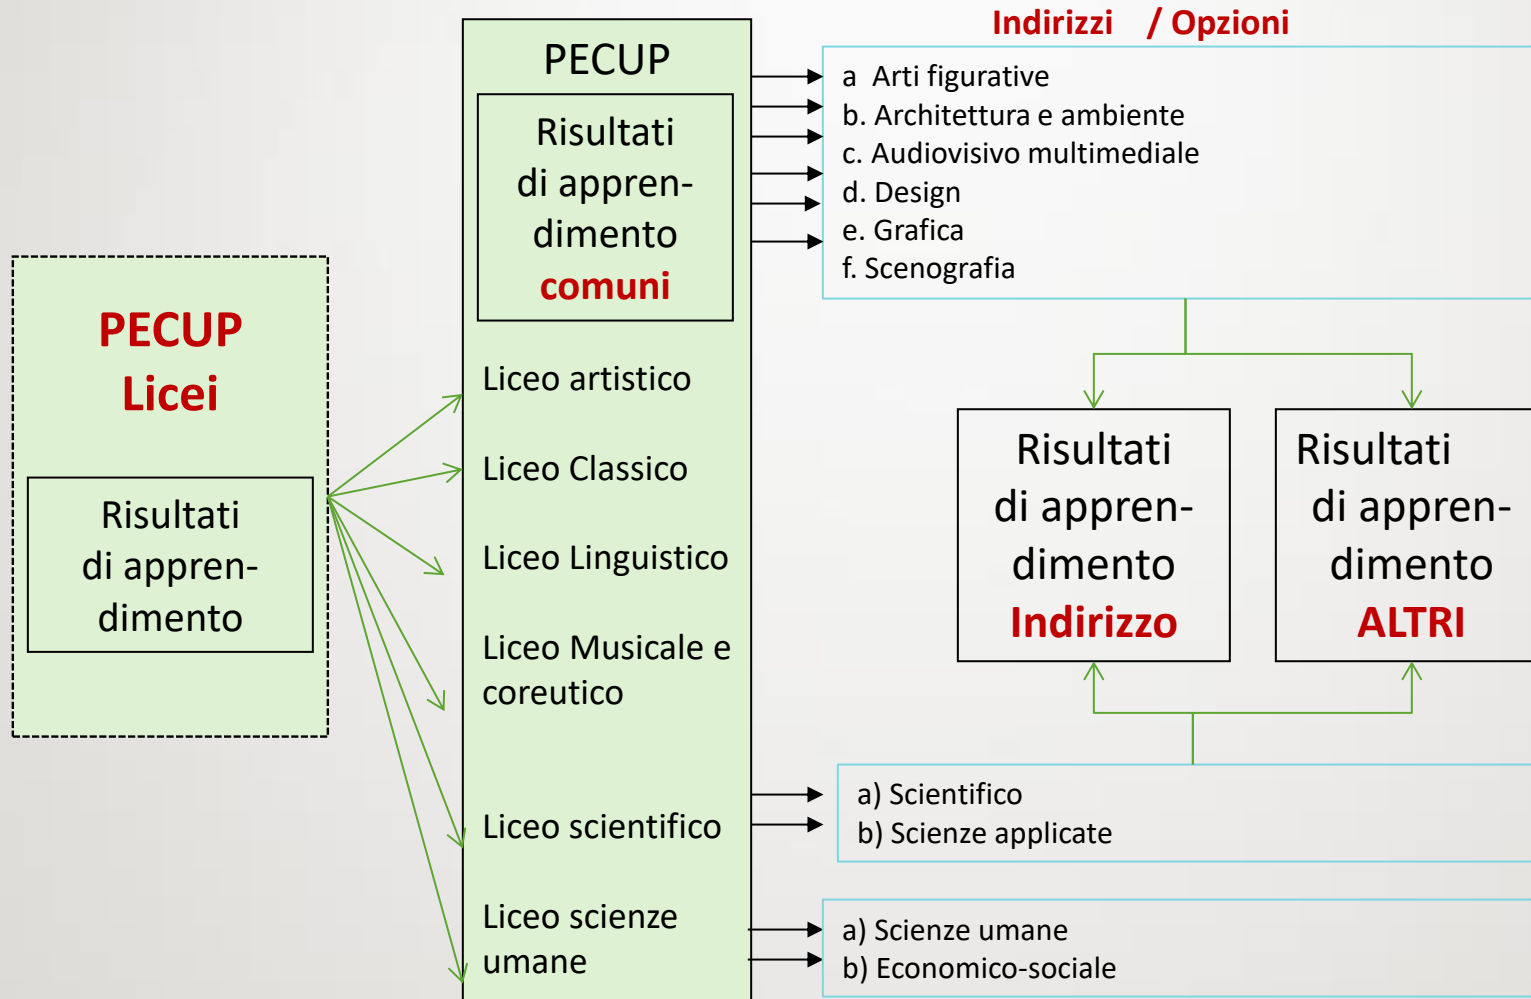 PECUP
Licei
Risultati
di appren-
dimento
PECUP
Risultati
di appren-
dimento
comuni
Liceo artistico
Liceo Classico
Liceo Linguistico
Liceo Musicale e
coreutico
Liceo scientifico
Liceo scienze
umane
Indirizzi / Opzioni
a Arti figurative
b. Architettura e ambiente
c. Audiovisivo multimediale
d. Design
e. Grafica
f. Scenografia
Risultati
di appren-
dimento
Indirizzo
Risultati
di appren-
dimento
ALTRI
a) Scientifico
b) Scienze applicate
a) Scienze umane
b) Economico-sociale